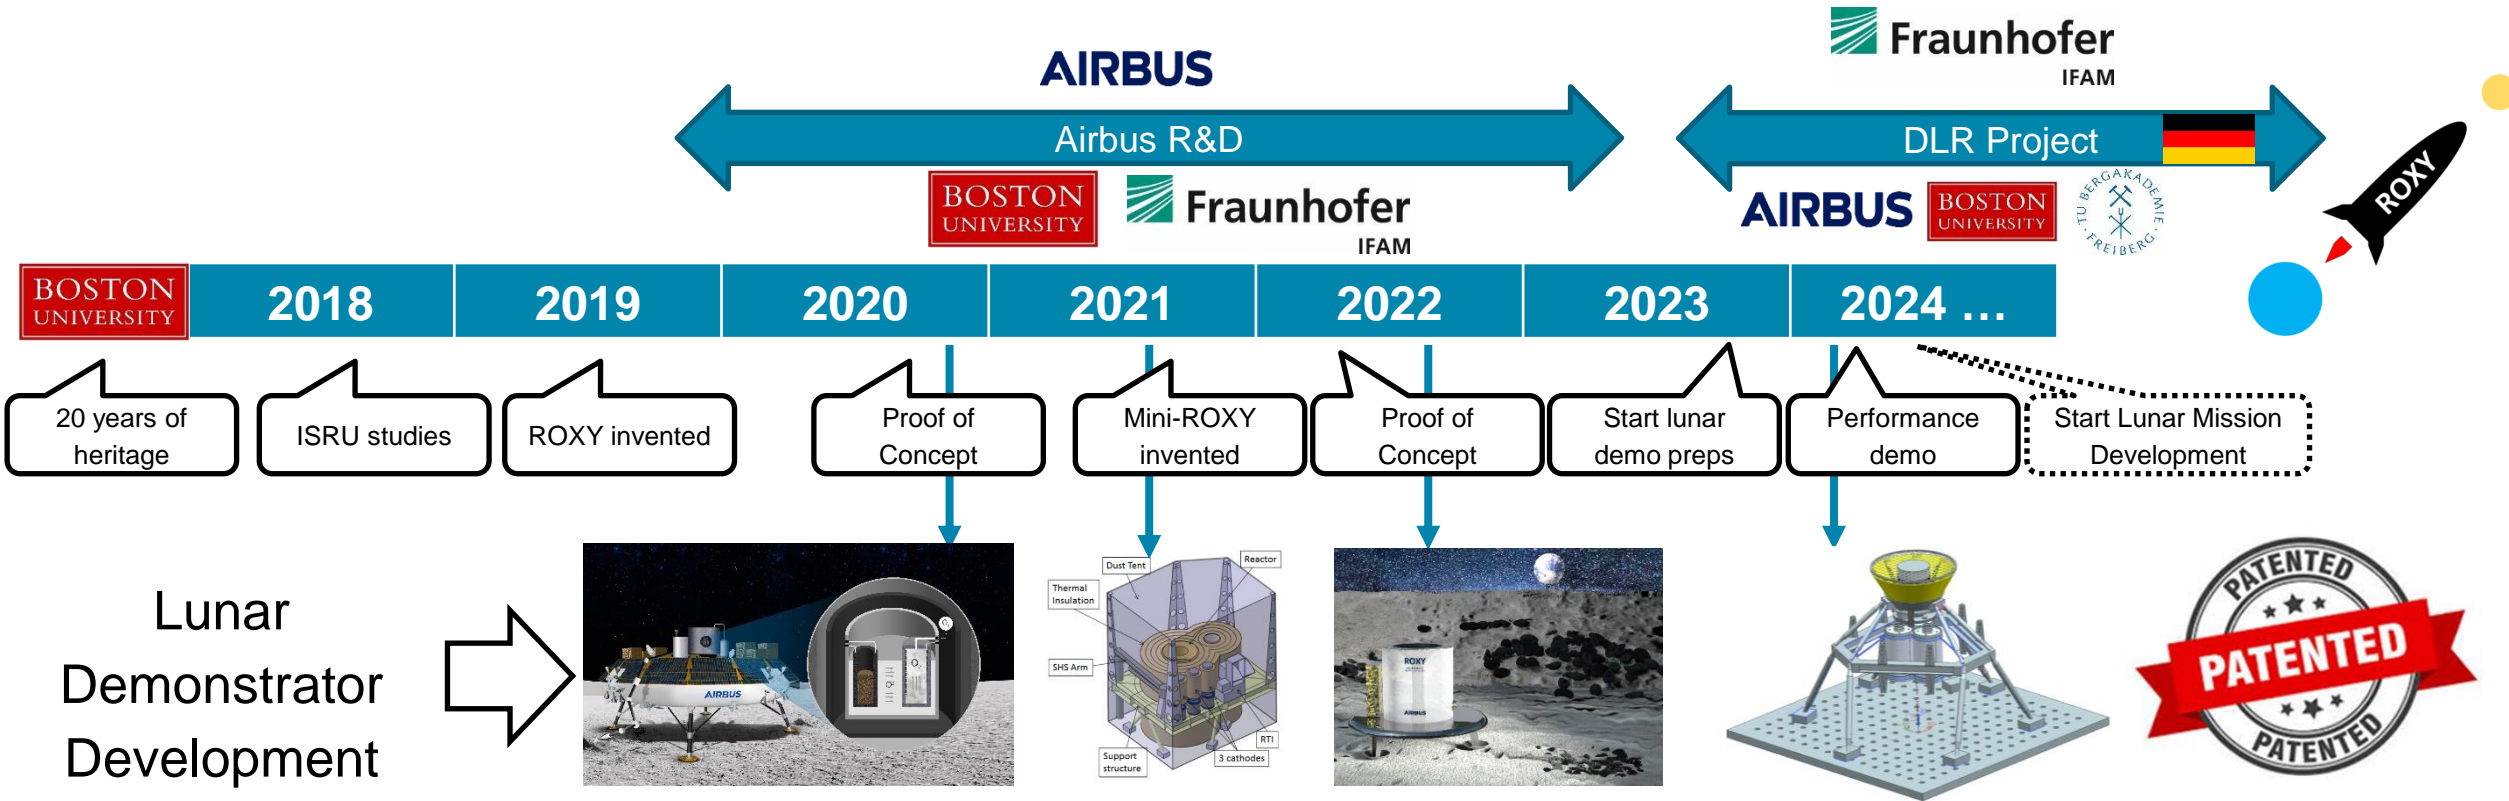 AIRBUS
Fraunhofer
IFAM
Airbus R&D
DLR Project
ROXY
BOSTON
UNIVERSITY
Fraunhofer
IFAM
AIRBUS
BOSTON
UNIVERSITY
TU BERGAKADEMIE
FREIBERG
BOSTON
UNIVERSITY
2018
2019
2020
2021
2022
2023
2024 ...
20 years of
heritage
ISRU studies
ROXY invented
Proof of
Concept
Mini-ROXY
invented
Proof of
Concept
Start lunar
demo preps
Performance
demo
Start Lunar Mission
Development
Lunar
Demonstrator
Development
AIRBUS
O₂
O₂
Dust Tent
Reactor
Thermal
Insulation
SHS Arm
RTI
Support
structure
3 cathodes
ROXY
AIRBUS
PATENTED
PATENTED
PATENTED